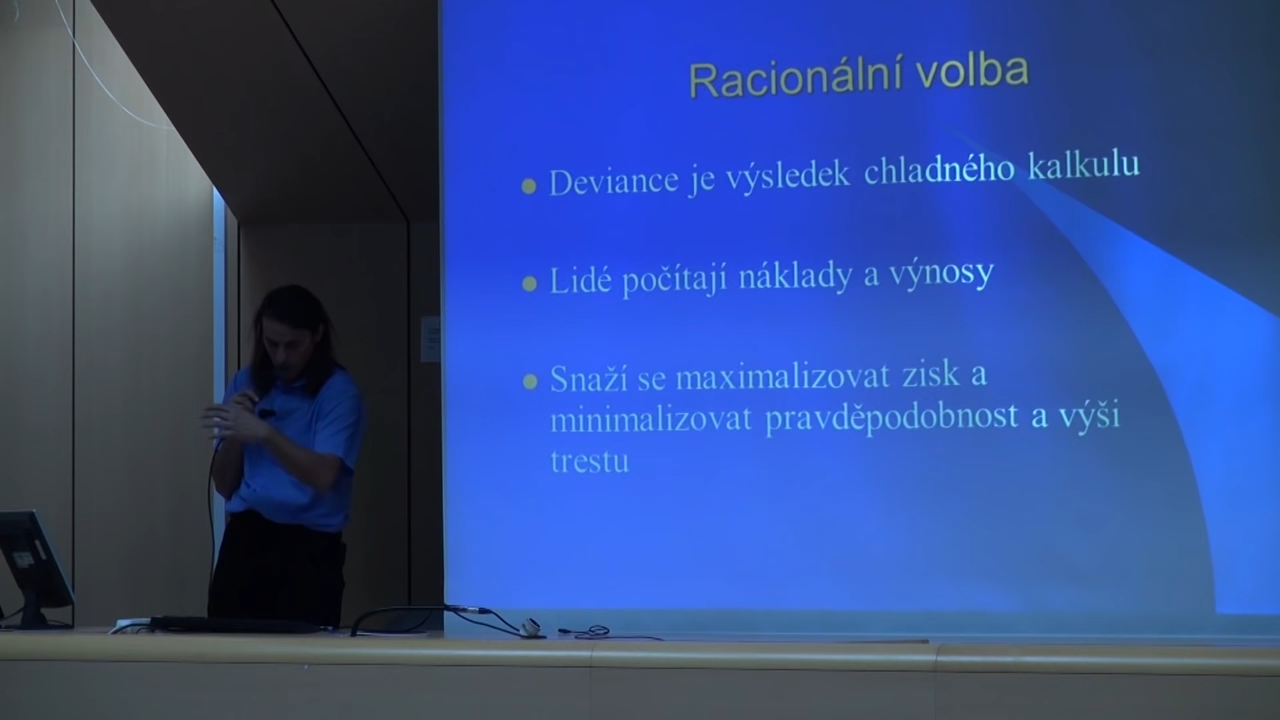 Racionální volba
Deviance je výsledek chladného kalkulu
Lidé počítají náklady a výnosy
Snaží se maximalizovat zisk a
minimalizovat pravděpodobnost a výši
trestu